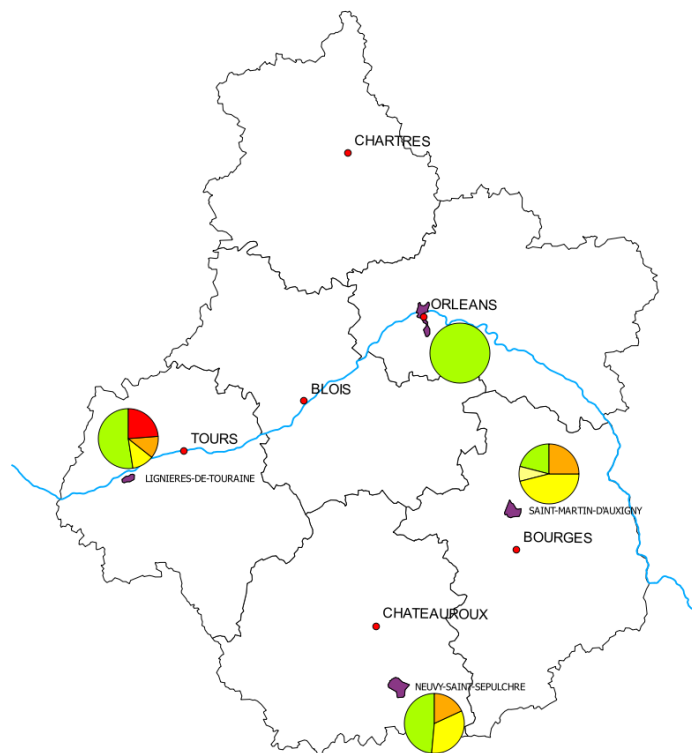 CHARTRES
ORLEANS
BLOIS
TOURS
LIGNIERES-DE-TOURAINE
SAINT-MARTIN-D'AUXIGNY
BOURGES
CHATEAUROUX
NEUVY-SAINT-SEPULCHRE